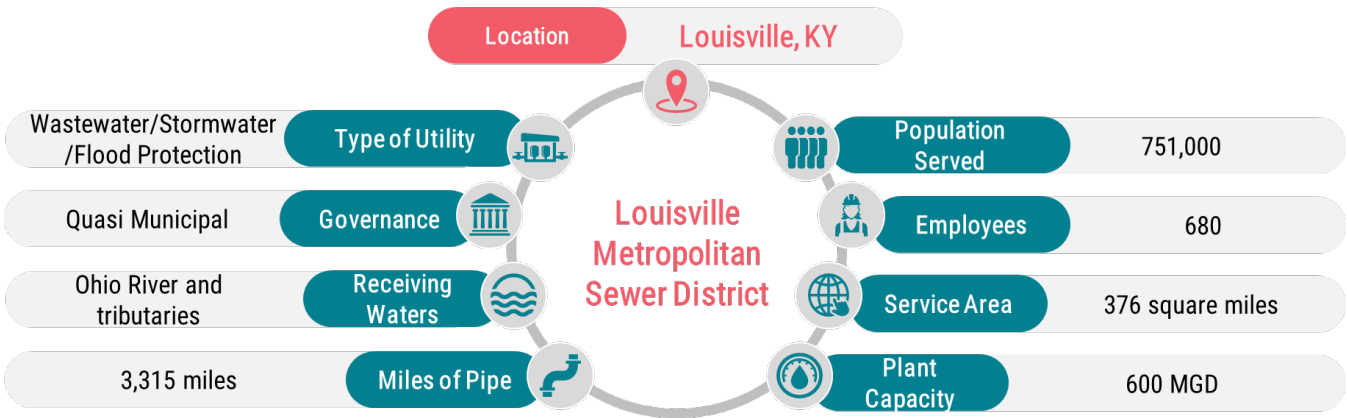 Location
Louisville, KY
Wastewater/Stormwater
/Flood Protection
Type of Utility
Population
Served
751,000
Quasi Municipal
Governance
Louisville
Metropolitan
Sewer District
Employees
680
Ohio River and
tributaries
Receiving
Waters
Service Area
376 square miles
3,315 miles
Miles of Pipe
Plant
Capacity
600 MGD